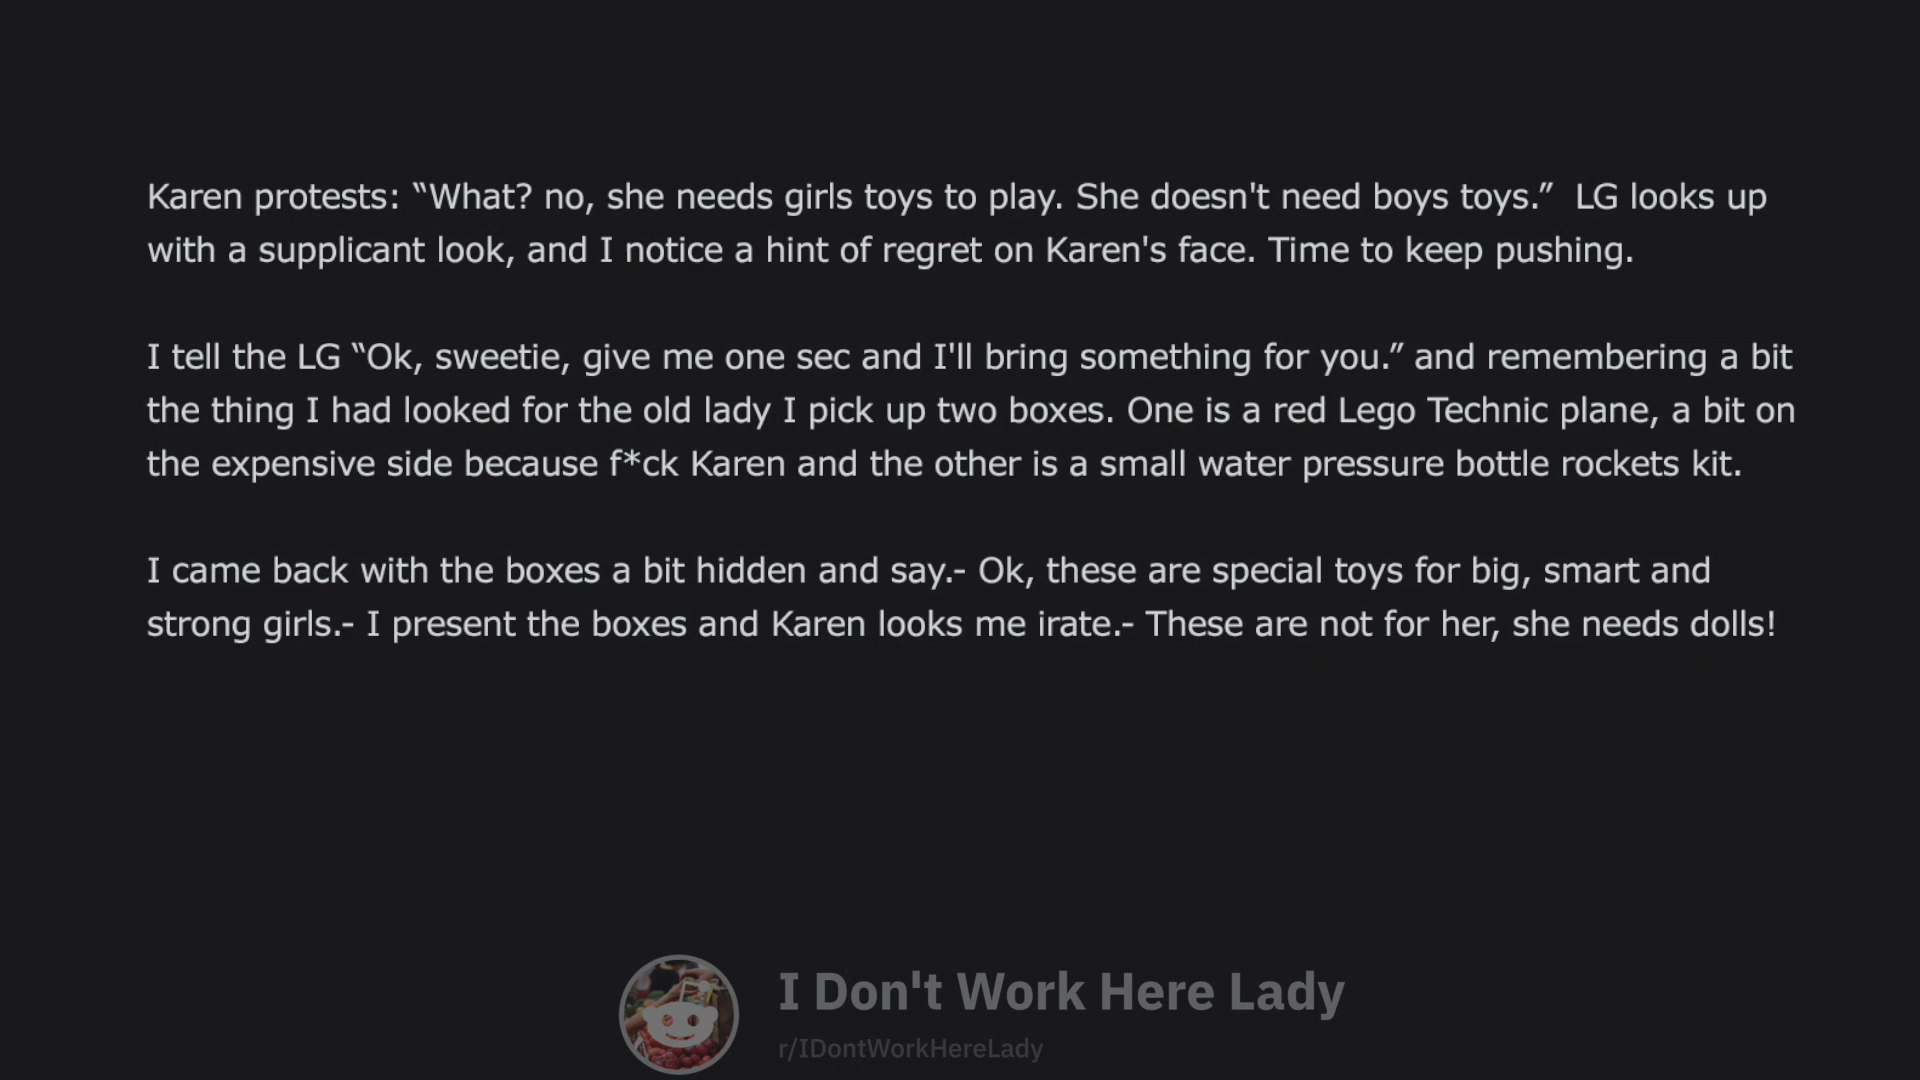 Karen protests: “What? no, she needs girls toys to play. She doesn't need boys toys.”  LG looks up
with a supplicant look, and I notice a hint of regret on Karen's face. Time to keep pushing.
I tell the LG “Ok, sweetie, give me one sec and I'll bring something for you.” and remembering a bit
the thing I had looked for the old lady I pick up two boxes. One is a red Lego Technic plane, a bit on
the expensive side because f*ck Karen and the other is a small water pressure bottle rockets kit.
I came back with the boxes a bit hidden and say.- Ok, these are special toys for big, smart and
strong girls.- I present the boxes and Karen looks me irate.- These are not for her, she needs dolls!
I Don't Work Here Lady
r/IDontWorkHereLady